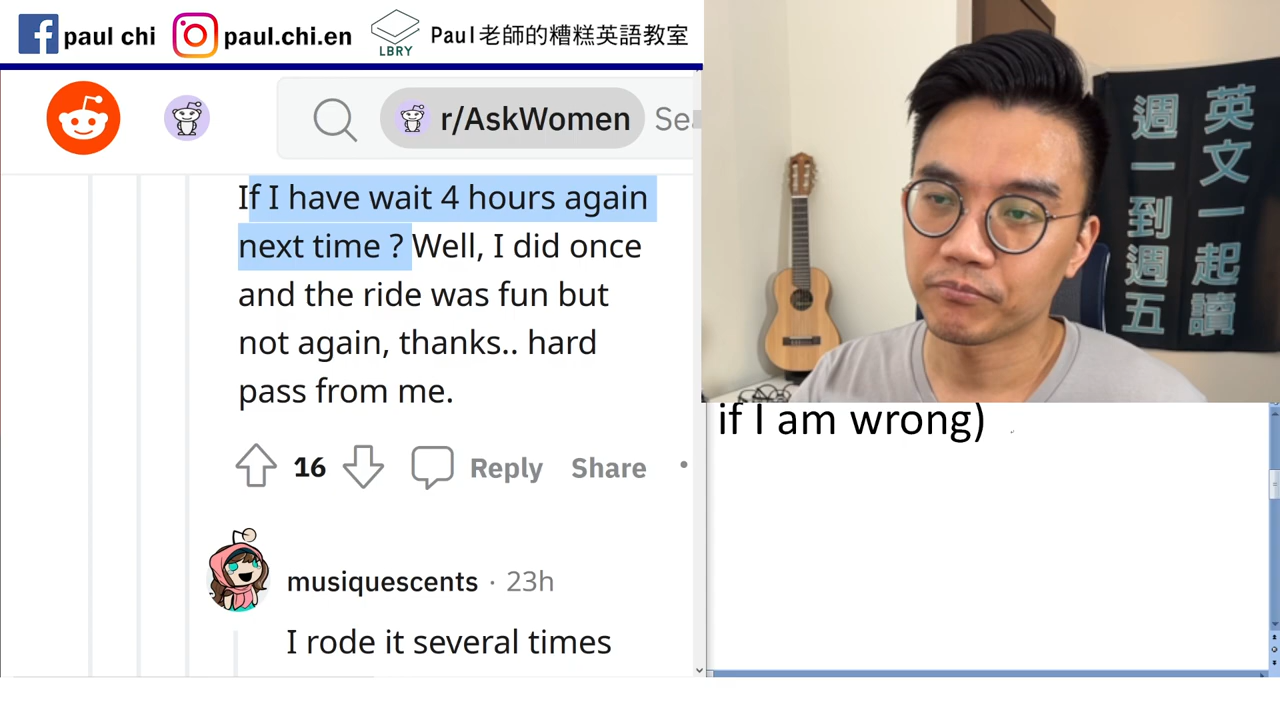 paul chi paul.chi.en LBRY Paul老師的糟糕英語教室
r/AskWomen Se
If I have wait 4 hours again
next time ? Well, I did once
and the ride was fun but
not again, thanks.. hard
pass from me.
16 Reply Share •
musiquescents · 23h
I rode it several times
英文一起讀
週一到週五
if I am wrong)